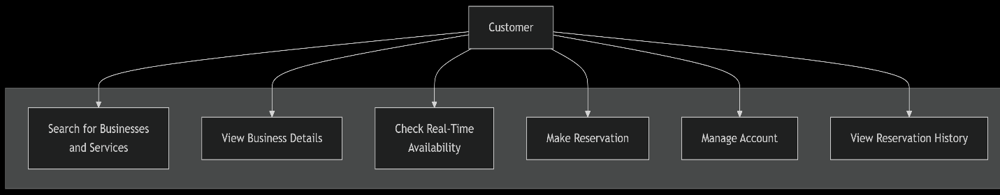 Customer
Search for Businesses
and Services
View Business Details
Check Real-Time
Availability
Make Reservation
Manage Account
View Reservation History